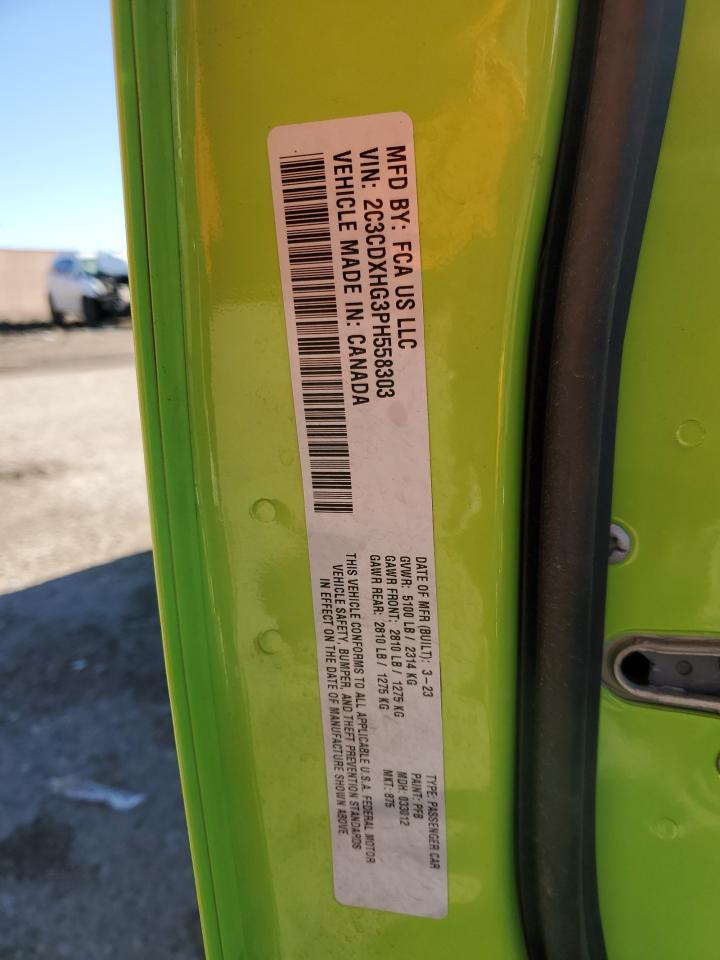 MFD BY: FCA US LLC
VIN: 2C3CDXHG3PH558303
VEHICLE MADE IN: CANADA
DATE OF MFR (BUILT): 3-23
GVWR: 5100 LB / 2314 KG
GAWR FRONT: 2810 LB / 1275 KG
GAWR REAR: 2810 LB / 1275 KG
TYPE: PASSENGER CAR
PAINT: PFB
MDH: 033012
MKT: 875
THIS VEHICLE CONFORMS TO ALL APPLICABLE U.S.A. FEDERAL MOTOR
VEHICLE SAFETY, BUMPER, AND THEFT PREVENTION STANDARDS
IN EFFECT ON THE DATE OF MANUFACTURE SHOWN ABOVE